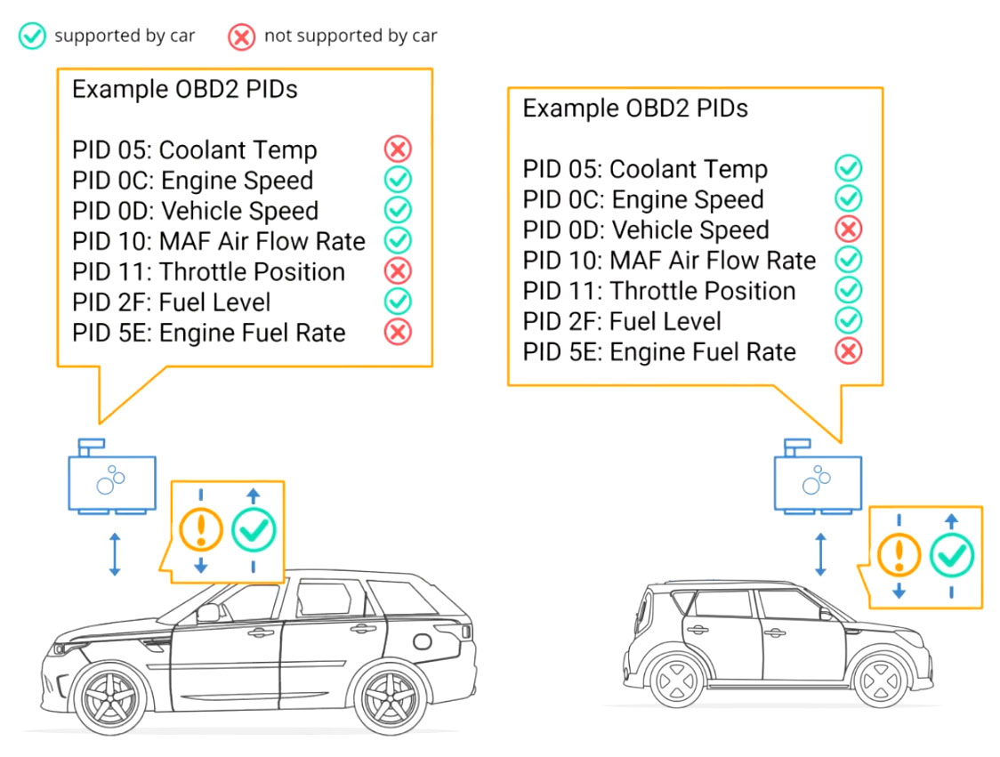 supported by car
not supported by car
Example OBD2 PIDs
PID 05: Coolant Temp
PID 0C: Engine Speed
PID 0D: Vehicle Speed
PID 10: MAF Air Flow Rate
PID 11: Throttle Position
PID 2F: Fuel Level
PID 5E: Engine Fuel Rate
Example OBD2 PIDs
PID 05: Coolant Temp
PID 0C: Engine Speed
PID 0D: Vehicle Speed
PID 10: MAF Air Flow Rate
PID 11: Throttle Position
PID 2F: Fuel Level
PID 5E: Engine Fuel Rate